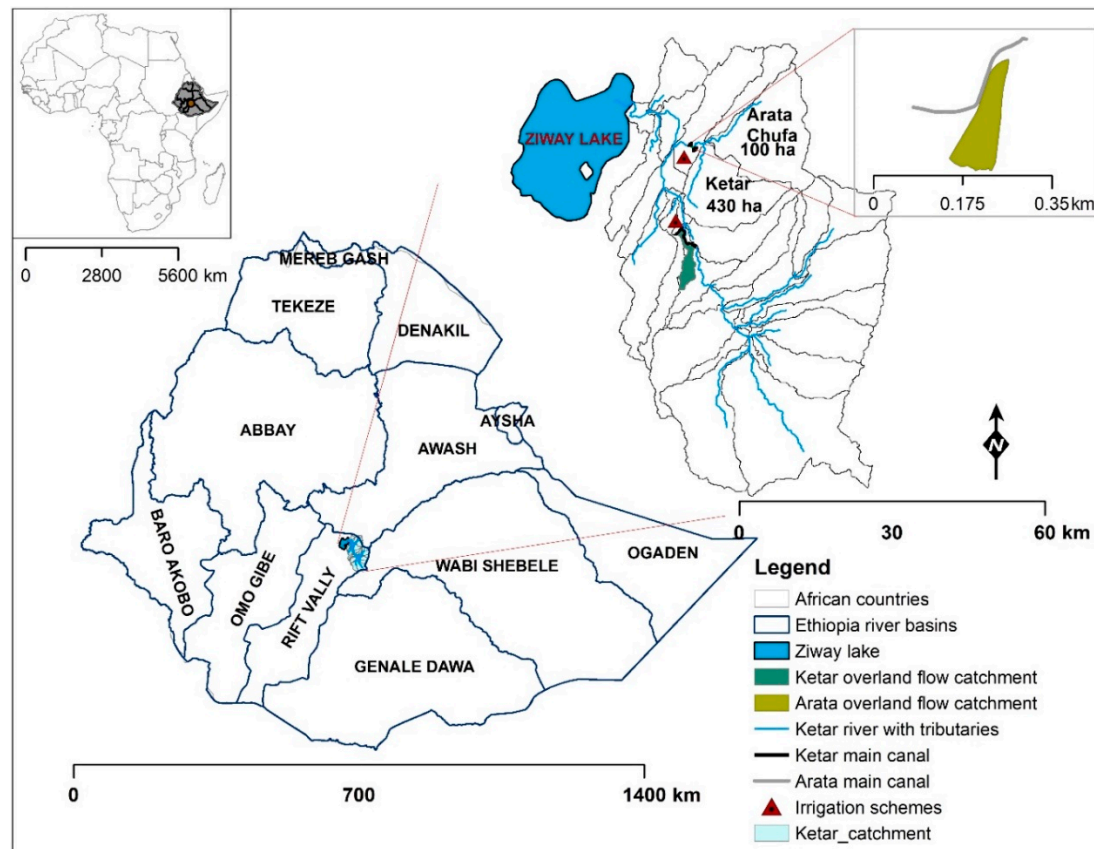 0 2800 5600 km
ZIWAY LAKE
Arata
Chufa
100 ha
Ketar
430 ha
0 0.175 0.35 km
MEREB GASH
TEKEZE
DENAKIL
ABBAY
AYSHA
AWASH
BARO AKOBO
OMO GIBE
RIFT VALLY
WABI SHEBELE
OGADEN
GENALE DAWA
0 700 1400 km
N
0 30 60 km
Legend
African countries
Ethiopia river basins
Ziway lake
Ketar overland flow catchment
Arata overland flow catchment
Ketar river with tributaries
Ketar main canal
Arata main canal
Irrigation schemes
Ketar_catchment